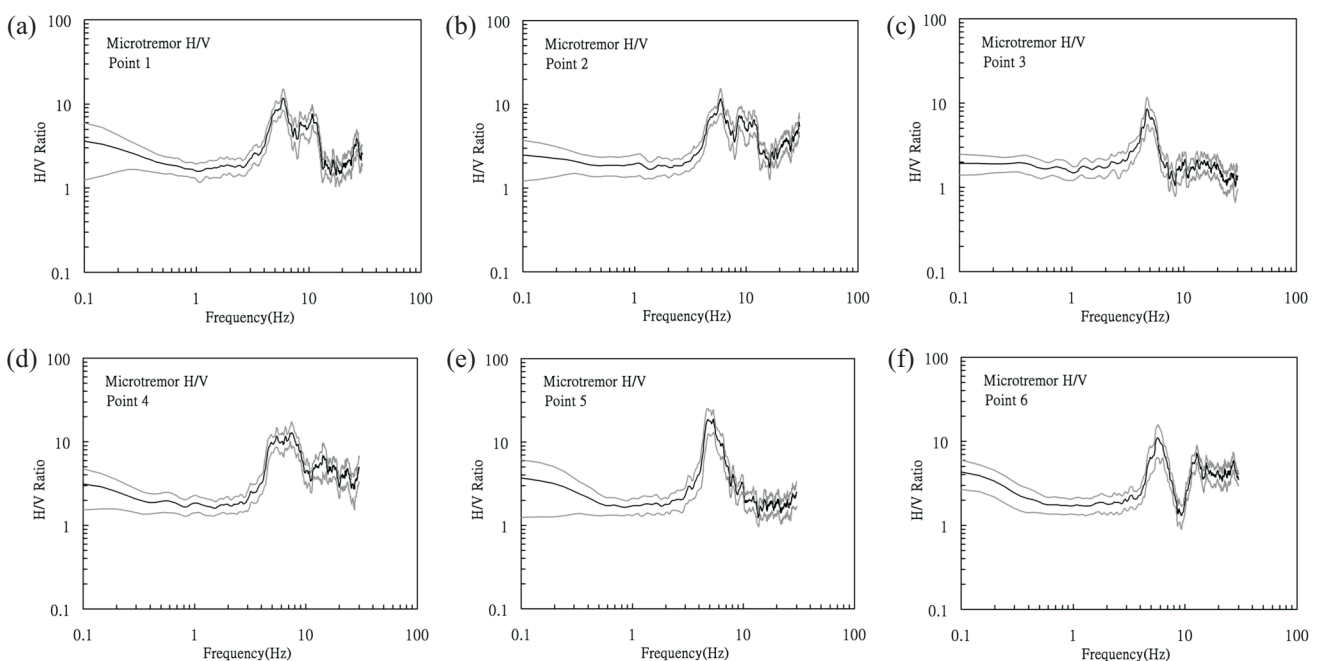 (a)
Microtremor H/V
Point 1
H/V Ratio
100
10
1
0.1
0.1 1 10 100
Frequency(Hz)
(b)
Microtremor H/V
Point 2
H/V Ratio
100
10
1
0.1
0.1 1 10 100
Frequency(Hz)
(c)
Microtremor H/V
Point 3
H/V Ratio
100
10
1
0.1
0.1 1 10 100
Frequency(Hz)
(d)
Microtremor H/V
Point 4
H/V Ratio
100
10
1
0.1
0.1 1 10 100
Frequency(Hz)
(e)
Microtremor H/V
Point 5
H/V Ratio
100
10
1
0.1
0.1 1 10 100
Frequency(Hz)
(f)
Microtremor H/V
Point 6
H/V Ratio
100
10
1
0.1
0.1 1 10 100
Frequency(Hz)